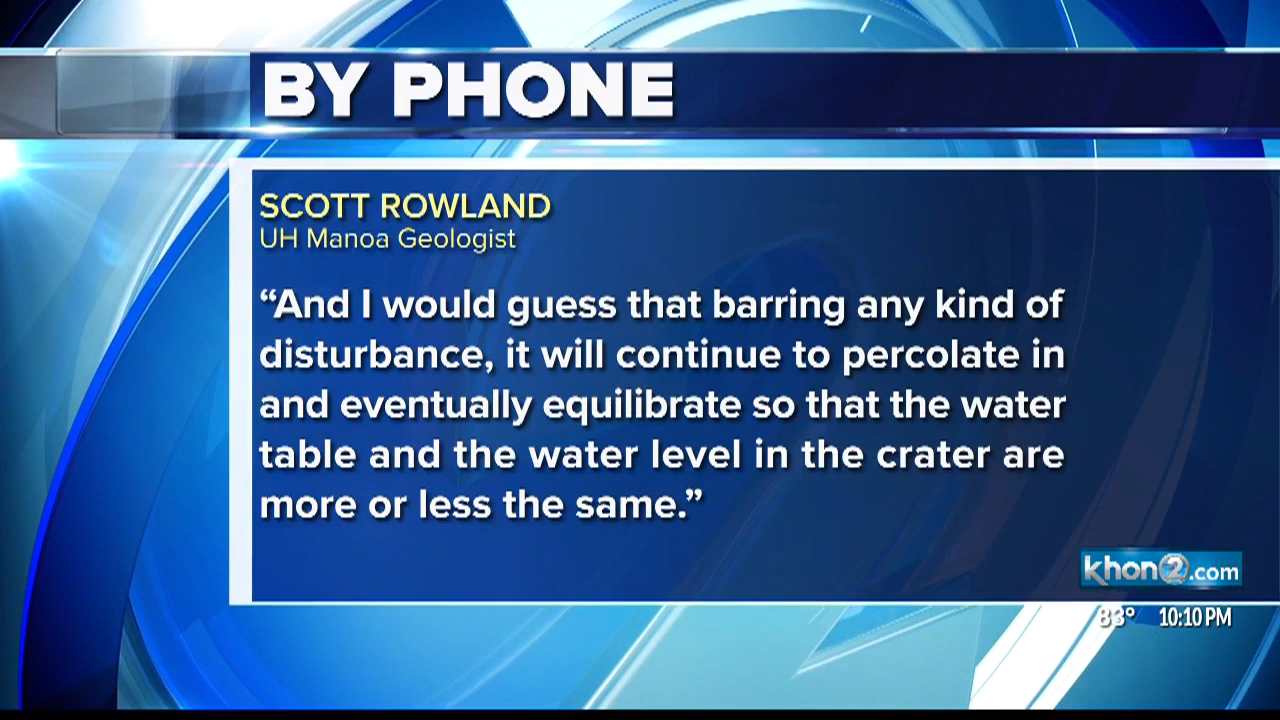 BY PHONE
SCOTT ROWLAND
UH Manoa Geologist
“And I would guess that barring any kind of
disturbance, it will continue to percolate in
and eventually equilibrate so that the water
table and the water level in the crater are
more or less the same.”
khon2.com
83° 10:10 PM